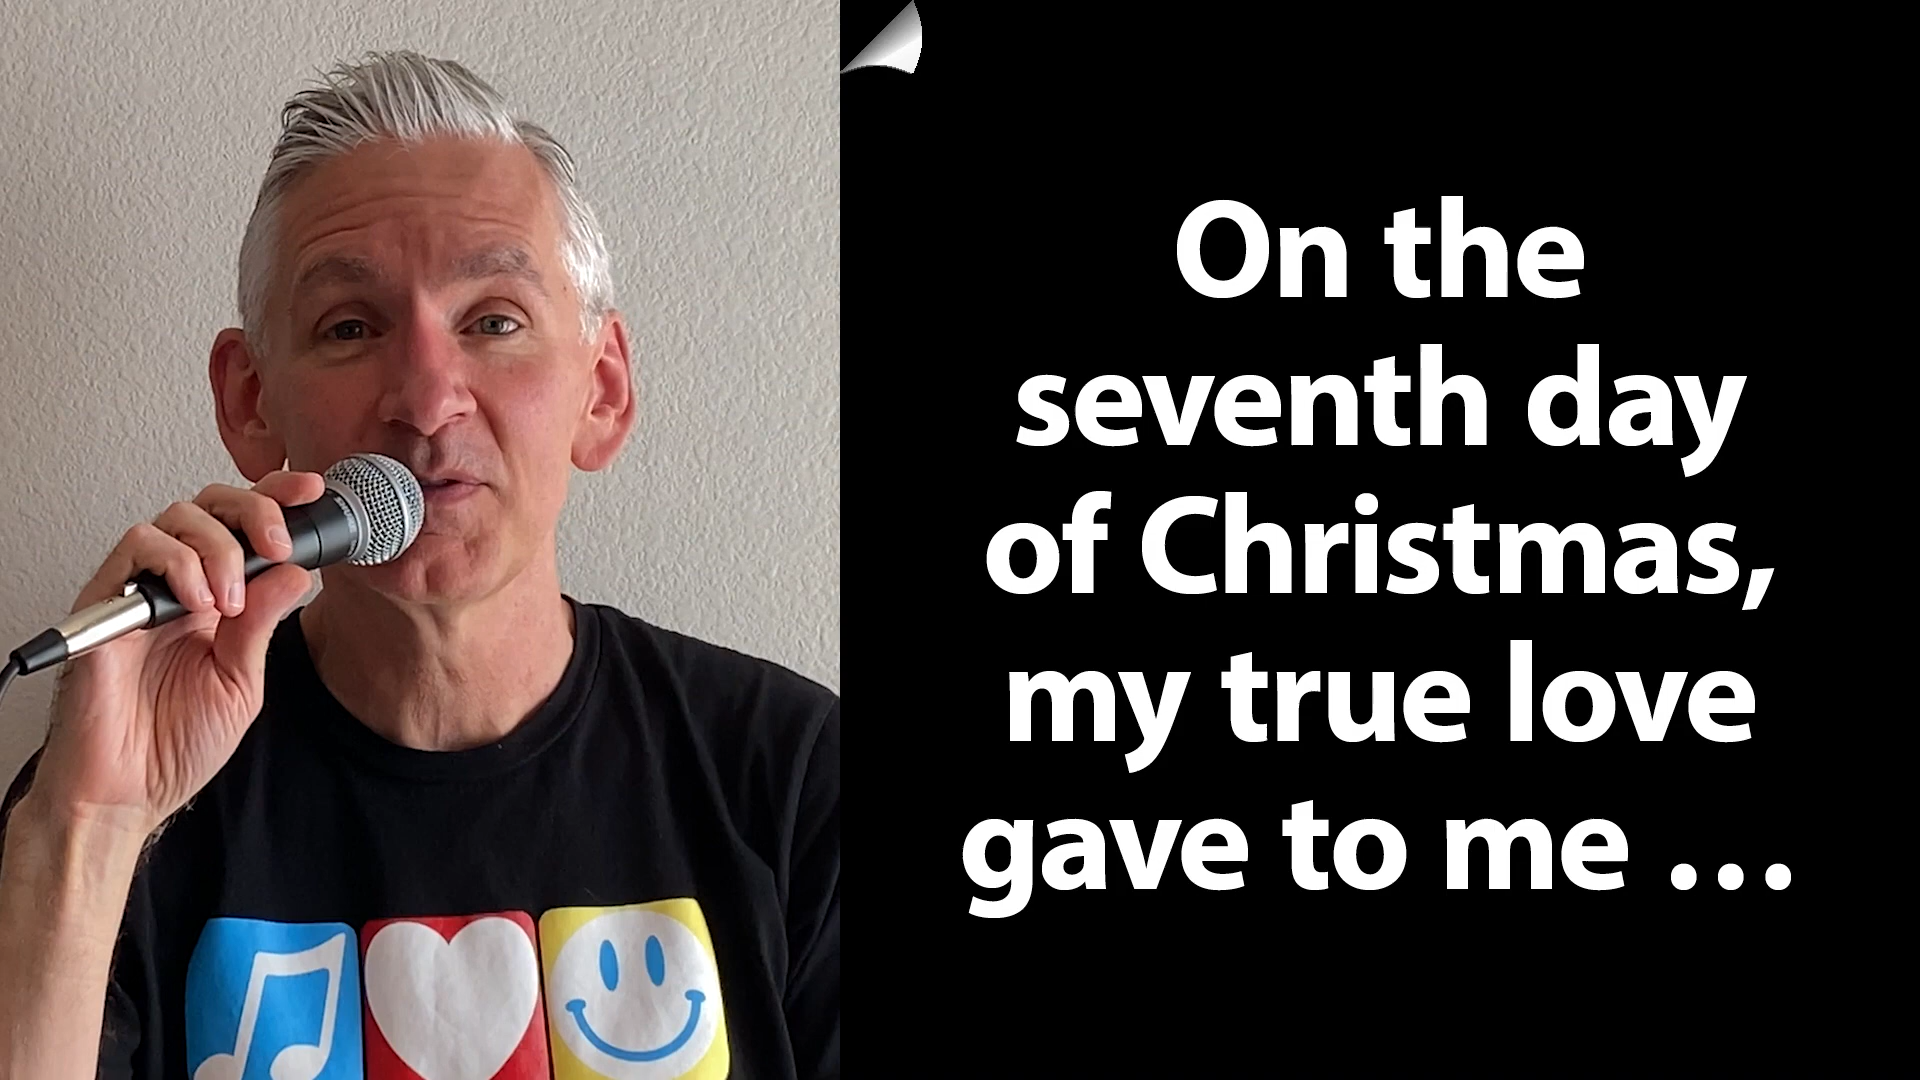 On the
seventh day
of Christmas,
my true love
gave to me …